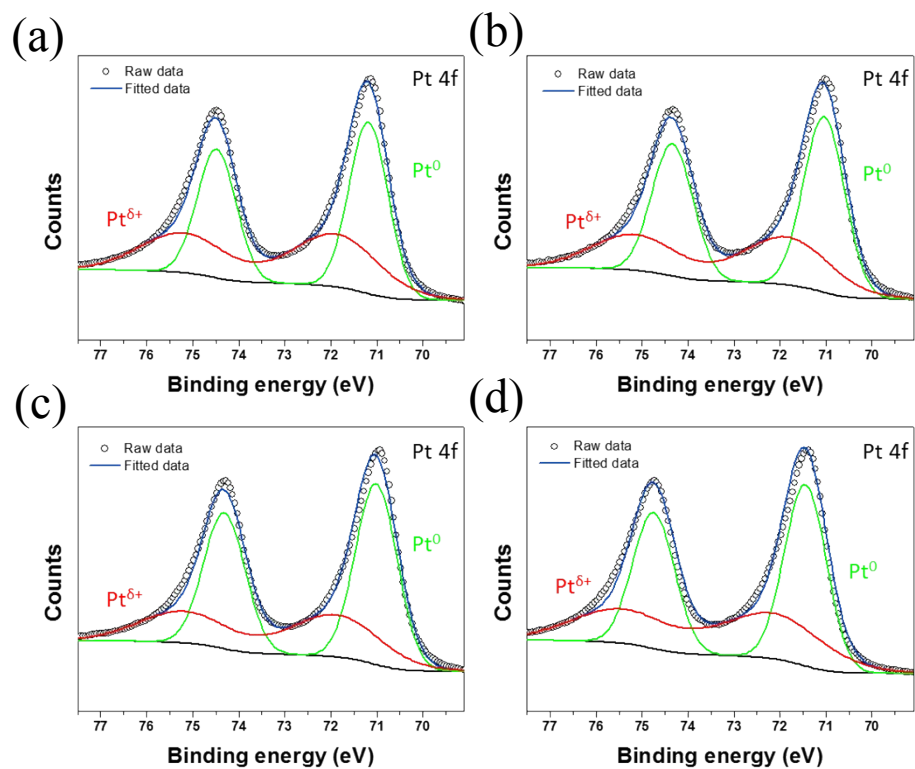 (a)
Raw data
Fitted data
Pt 4f
Pt⁰
Pt^δ+
Counts
77 76 75 74 73 72 71 70
Binding energy (eV)
(b)
Raw data
Fitted data
Pt 4f
Pt⁰
Pt^δ+
Counts
77 76 75 74 73 72 71 70
Binding energy (eV)
(c)
Raw data
Fitted data
Pt 4f
Pt⁰
Pt^δ+
Counts
77 76 75 74 73 72 71 70
Binding energy (eV)
(d)
Raw data
Fitted data
Pt 4f
Pt^δ+
Pt⁰
Counts
77 76 75 74 73 72 71 70
Binding energy (eV)